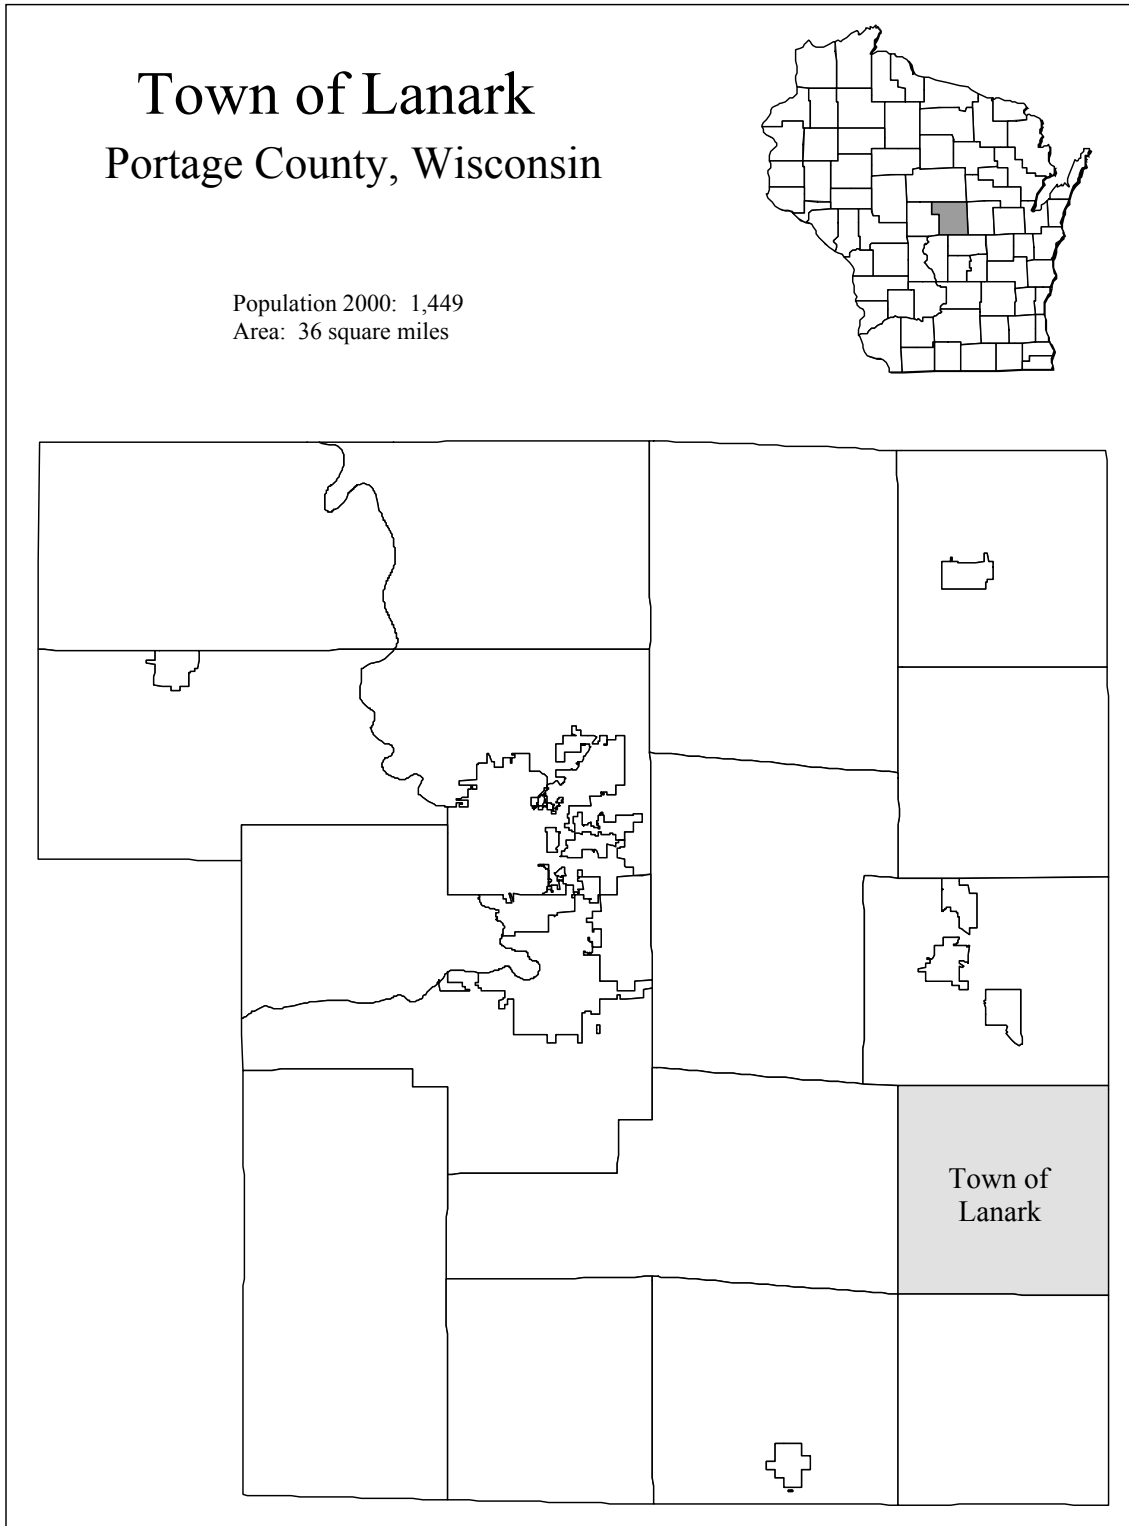 Town of Lanark
Portage County, Wisconsin
Population 2000:  1,449
Area:  36 square miles
Town of
Lanark